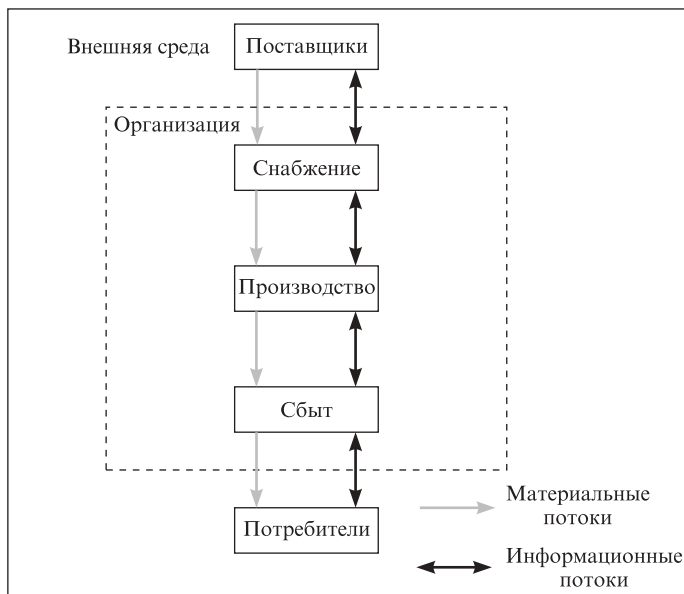 Внешняя среда
Поставщики
Организация
Снабжение
Производство
Сбыт
Потребители
Материальные
потоки
Информационные
потоки